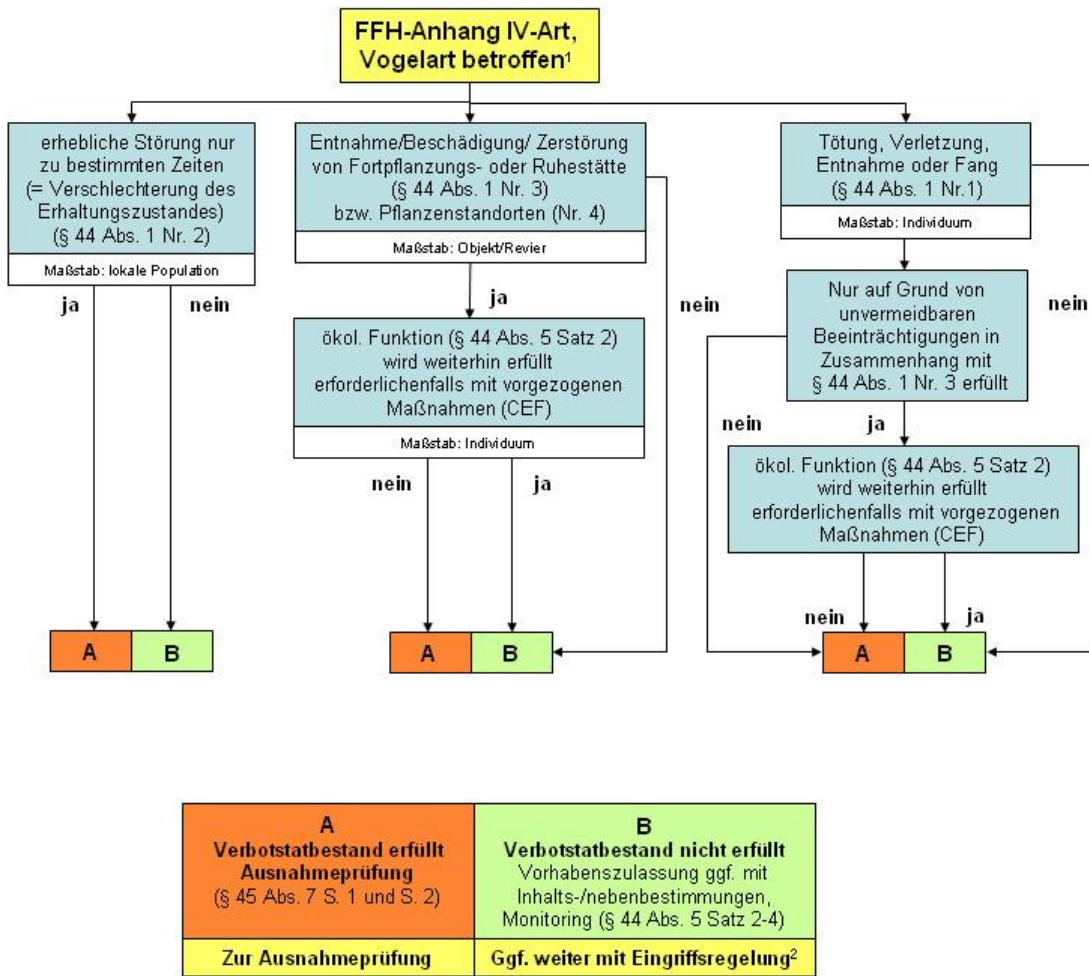 FFH-Anhang IV-Art,
Vogelart betroffen¹
erhebliche Störung nur
zu bestimmten Zeiten
(= Verschlechterung des
Erhaltungszustandes)
(§ 44 Abs. 1 Nr. 2)
Maßstab: lokale Population
ja
nein
A
B
Entnahme/Beschädigung/ Zerstörung
von Fortpflanzungs- oder Ruhestätte
(§ 44 Abs. 1 Nr. 3)
bzw. Pflanzenstandorten (Nr. 4)
Maßstab: Objekt/Revier
ja
nein
ökol. Funktion (§ 44 Abs. 5 Satz 2)
wird weiterhin erfüllt
erforderlichenfalls mit vorgezogenen
Maßnahmen (CEF)
Maßstab: Individuum
nein
ja
A
B
Tötung, Verletzung,
Entnahme oder Fang
(§ 44 Abs. 1 Nr.1)
Maßstab: Individuum
nein
Nur auf Grund von
unvermeidbaren
Beeinträchtigungen in
Zusammenhang mit
§ 44 Abs. 1 Nr. 3 erfüllt
nein
ja
ökol. Funktion (§ 44 Abs. 5 Satz 2)
wird weiterhin erfüllt
erforderlichenfalls mit vorgezogenen
Maßnahmen (CEF)
nein
ja
A
B
A
Verbotstatbestand erfüllt
Ausnahmeprüfung
(§ 45 Abs. 7 S. 1 und S. 2)
Zur Ausnahmeprüfung
B
Verbotstatbestand nicht erfüllt
Vorhabenszulassung ggf. mit
Inhalts-/nebenbestimmungen,
Monitoring (§ 44 Abs. 5 Satz 2-4)
Ggf. weiter mit Eingriffsregelung²